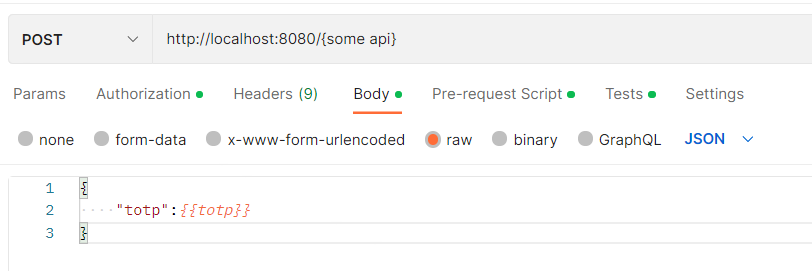 POST http://localhost:8080/{some api}
Params Authorization Headers (9) Body Pre-request Script Tests Settings
none form-data x-www-form-urlencoded raw binary GraphQL JSON
1 {
2 "totp":{{totp}}
3 }